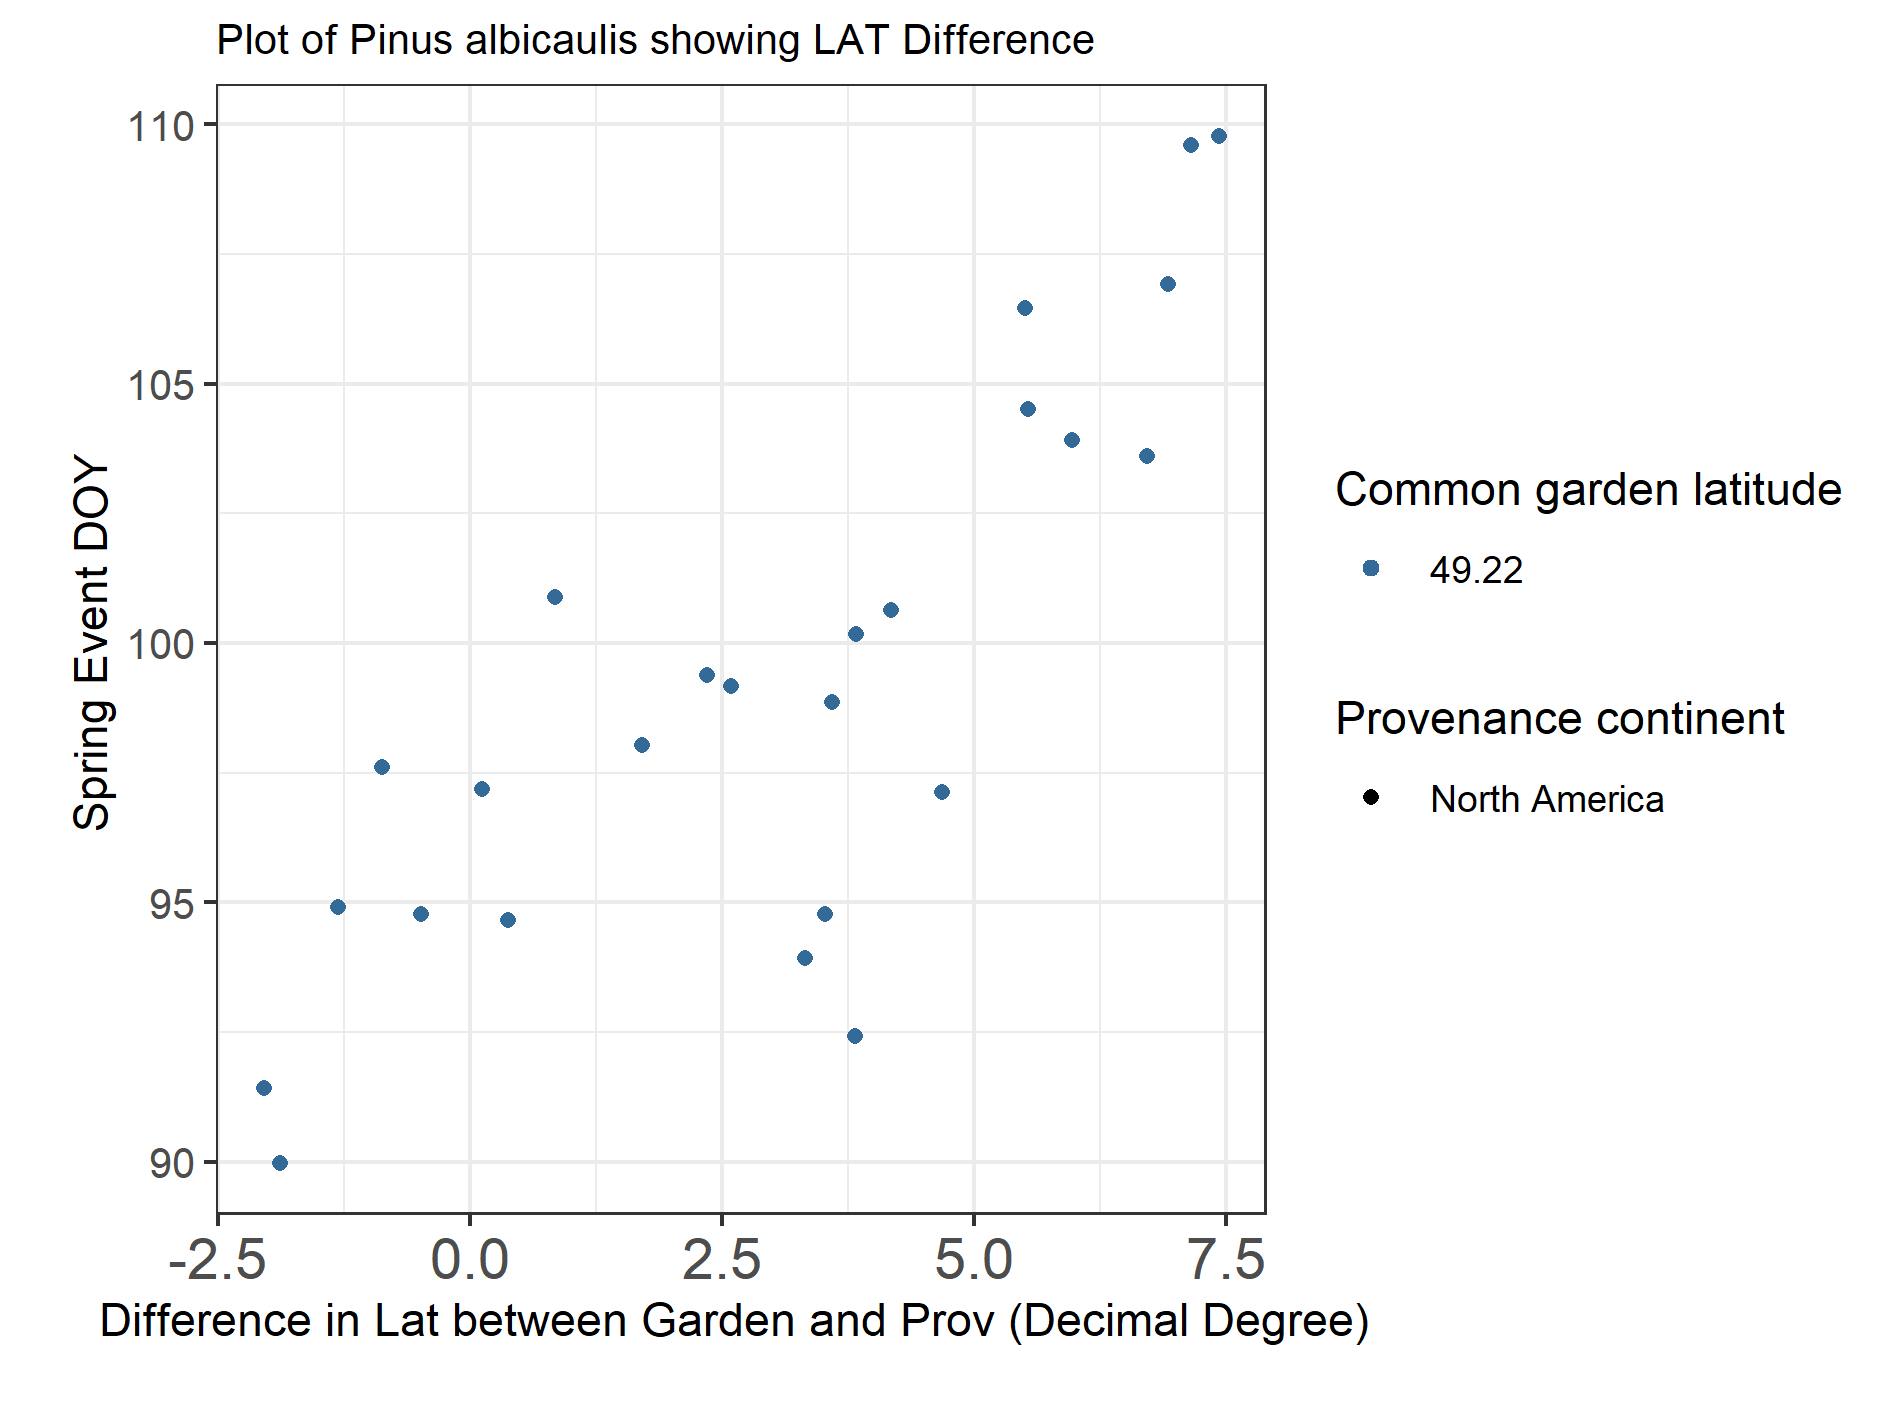 Plot of Pinus albicaulis showing LAT Difference
110
105
100
95
90
Spring Event DOY
-2.5 0.0 2.5 5.0 7.5
Difference in Lat between Garden and Prov (Decimal Degree)
Common garden latitude
49.22
Provenance continent
North America